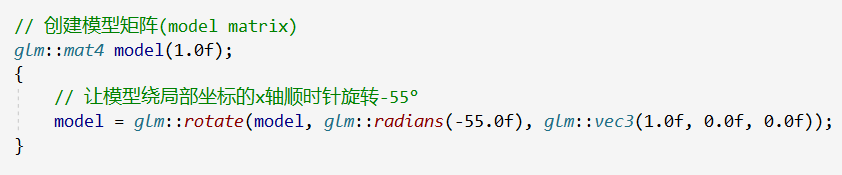 // 创建模型矩阵(model matrix)
glm::mat4 model(1.0f);
{
// 让模型绕局部坐标的x轴顺时针旋转-55°
model = glm::rotate(model, glm::radians(-55.0f), glm::vec3(1.0f, 0.0f, 0.0f));
}